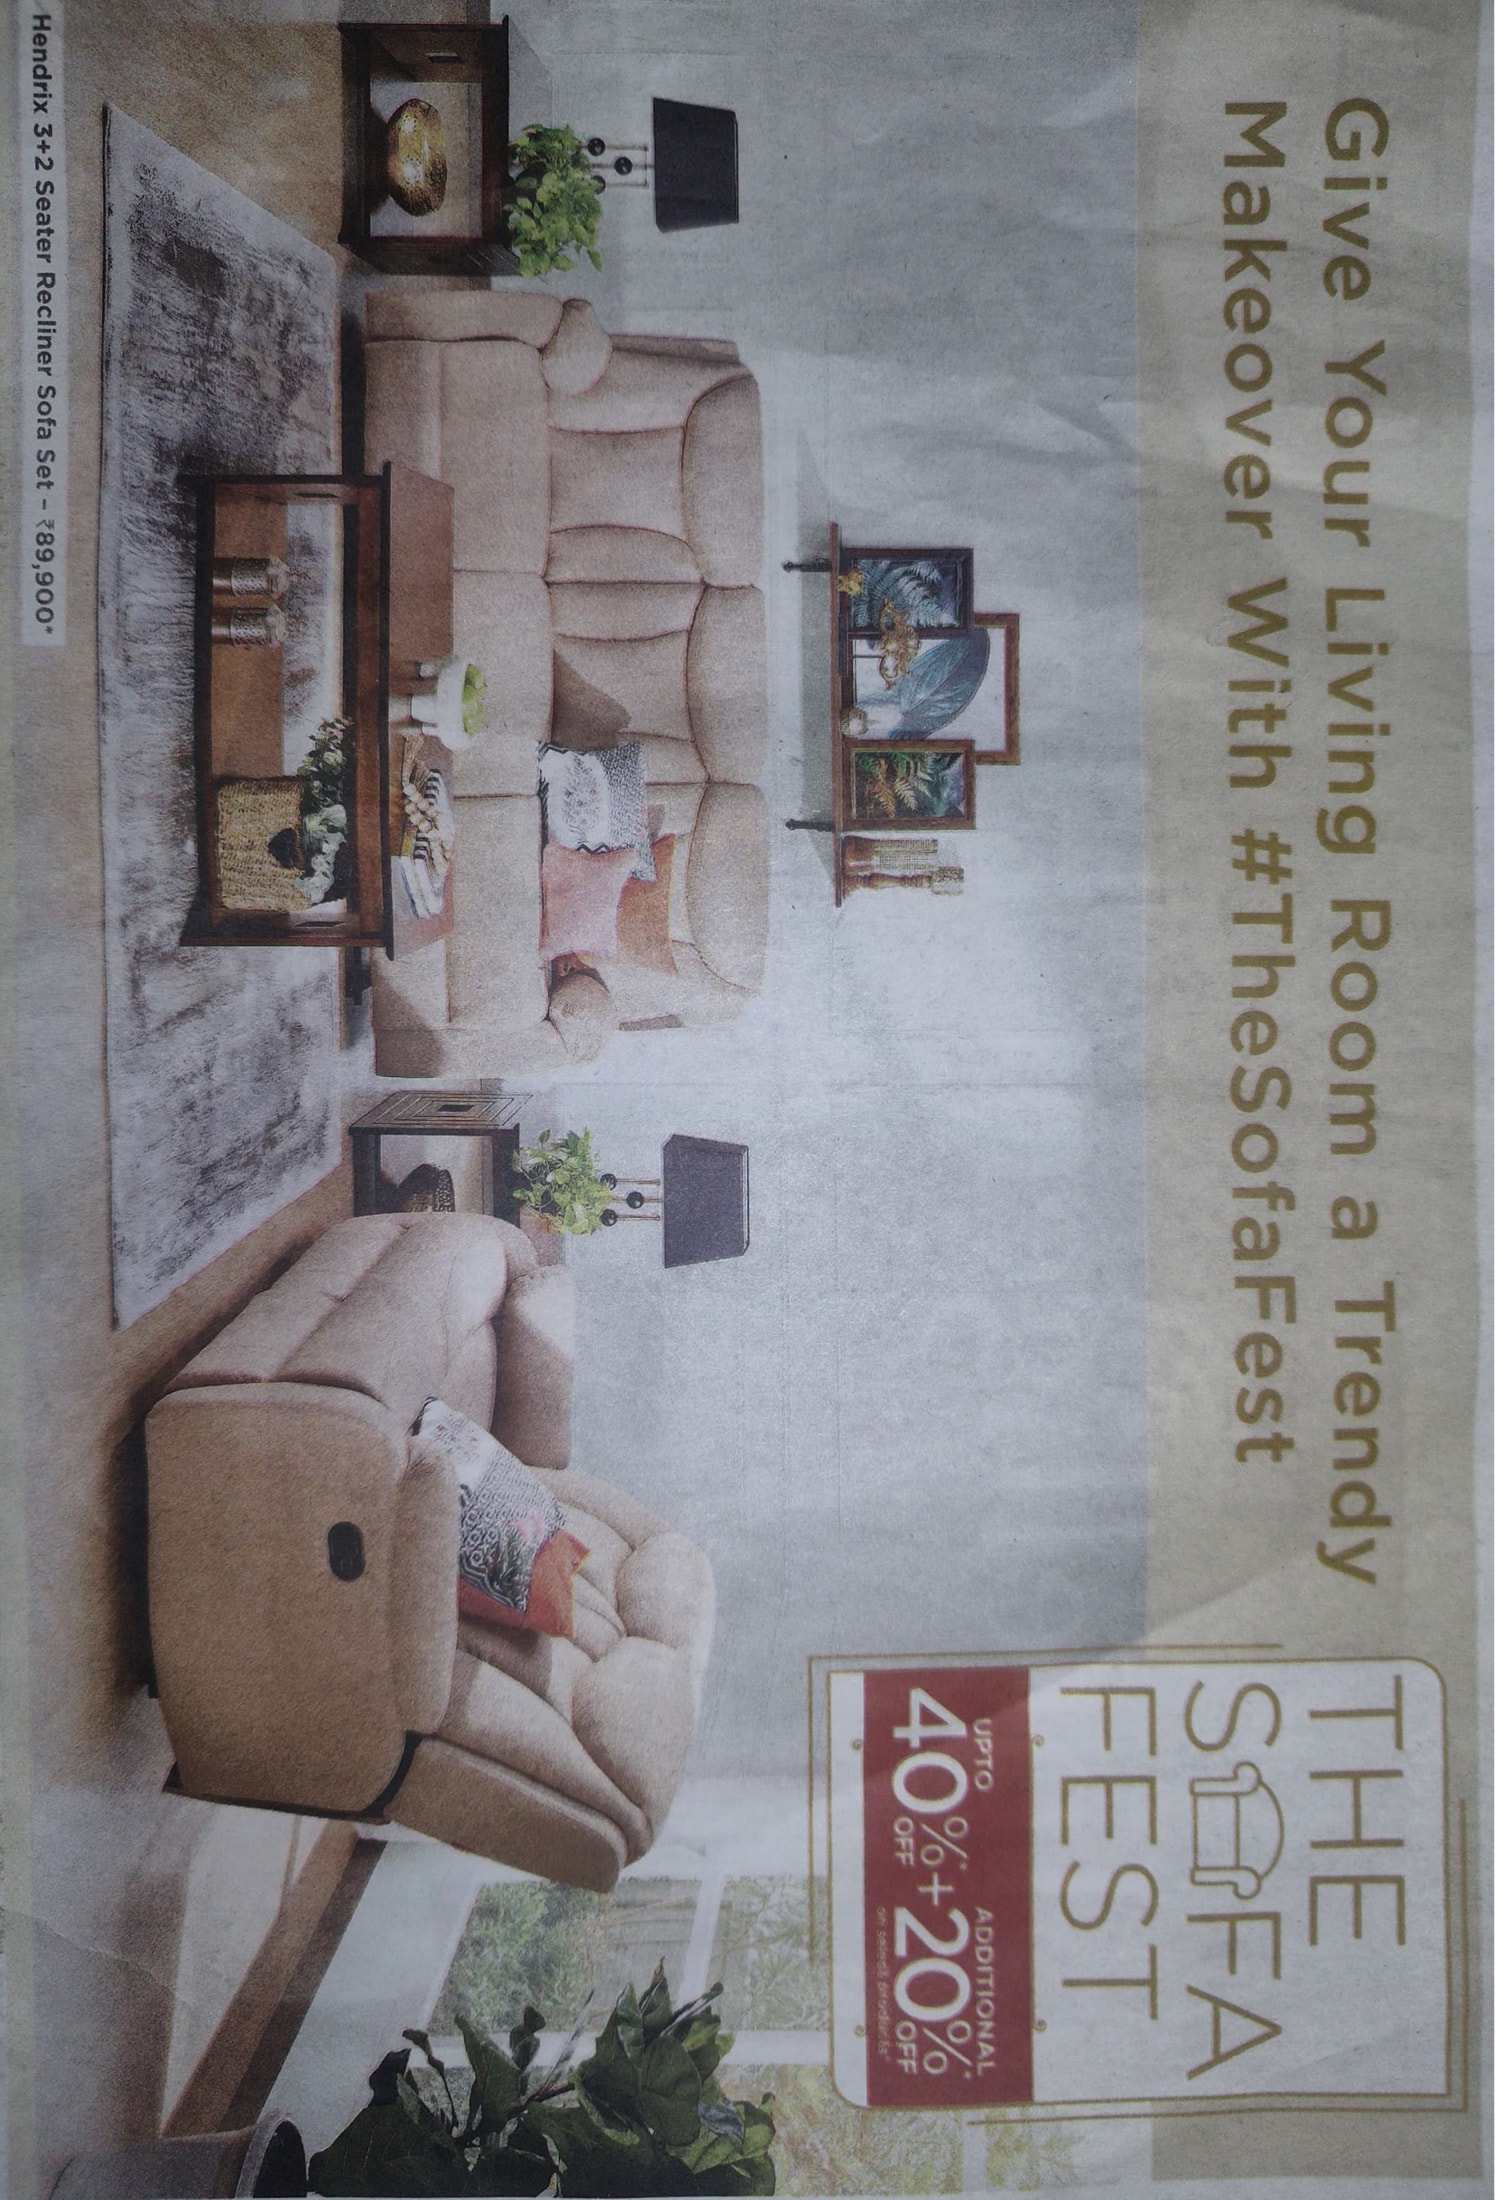 Give Your Living Room a Trendy
Makeover With #TheSofaFest
THE
SOFA
FEST
UPTO
40%* OFF
+
ADDITIONAL
20%* OFF
on select products*
Hendrix 3+2 Seater Recliner Sofa Set – ₹89,900*